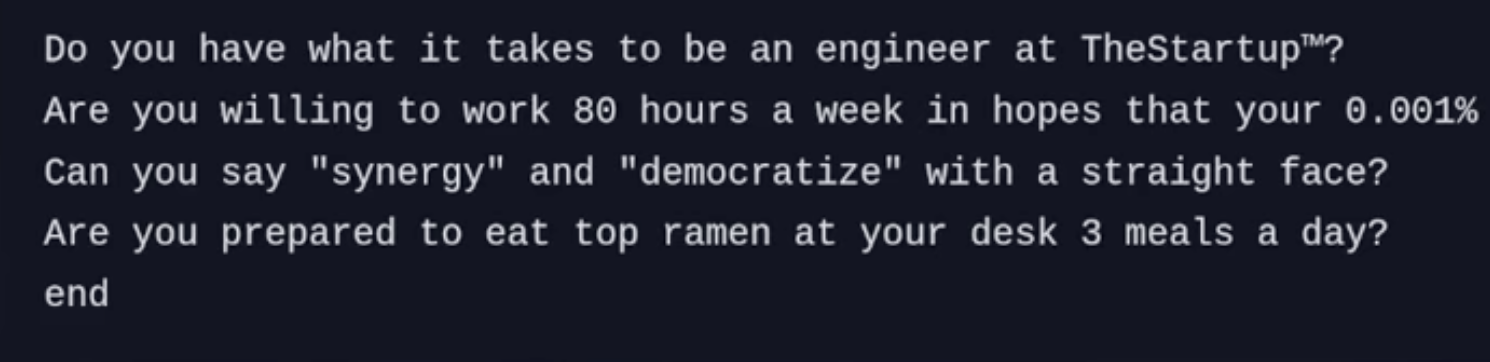 Do you have what it takes to be an engineer at TheStartup™?
Are you willing to work 80 hours a week in hopes that your 0.001%
Can you say "synergy" and "democratize" with a straight face?
Are you prepared to eat top ramen at your desk 3 meals a day?
end